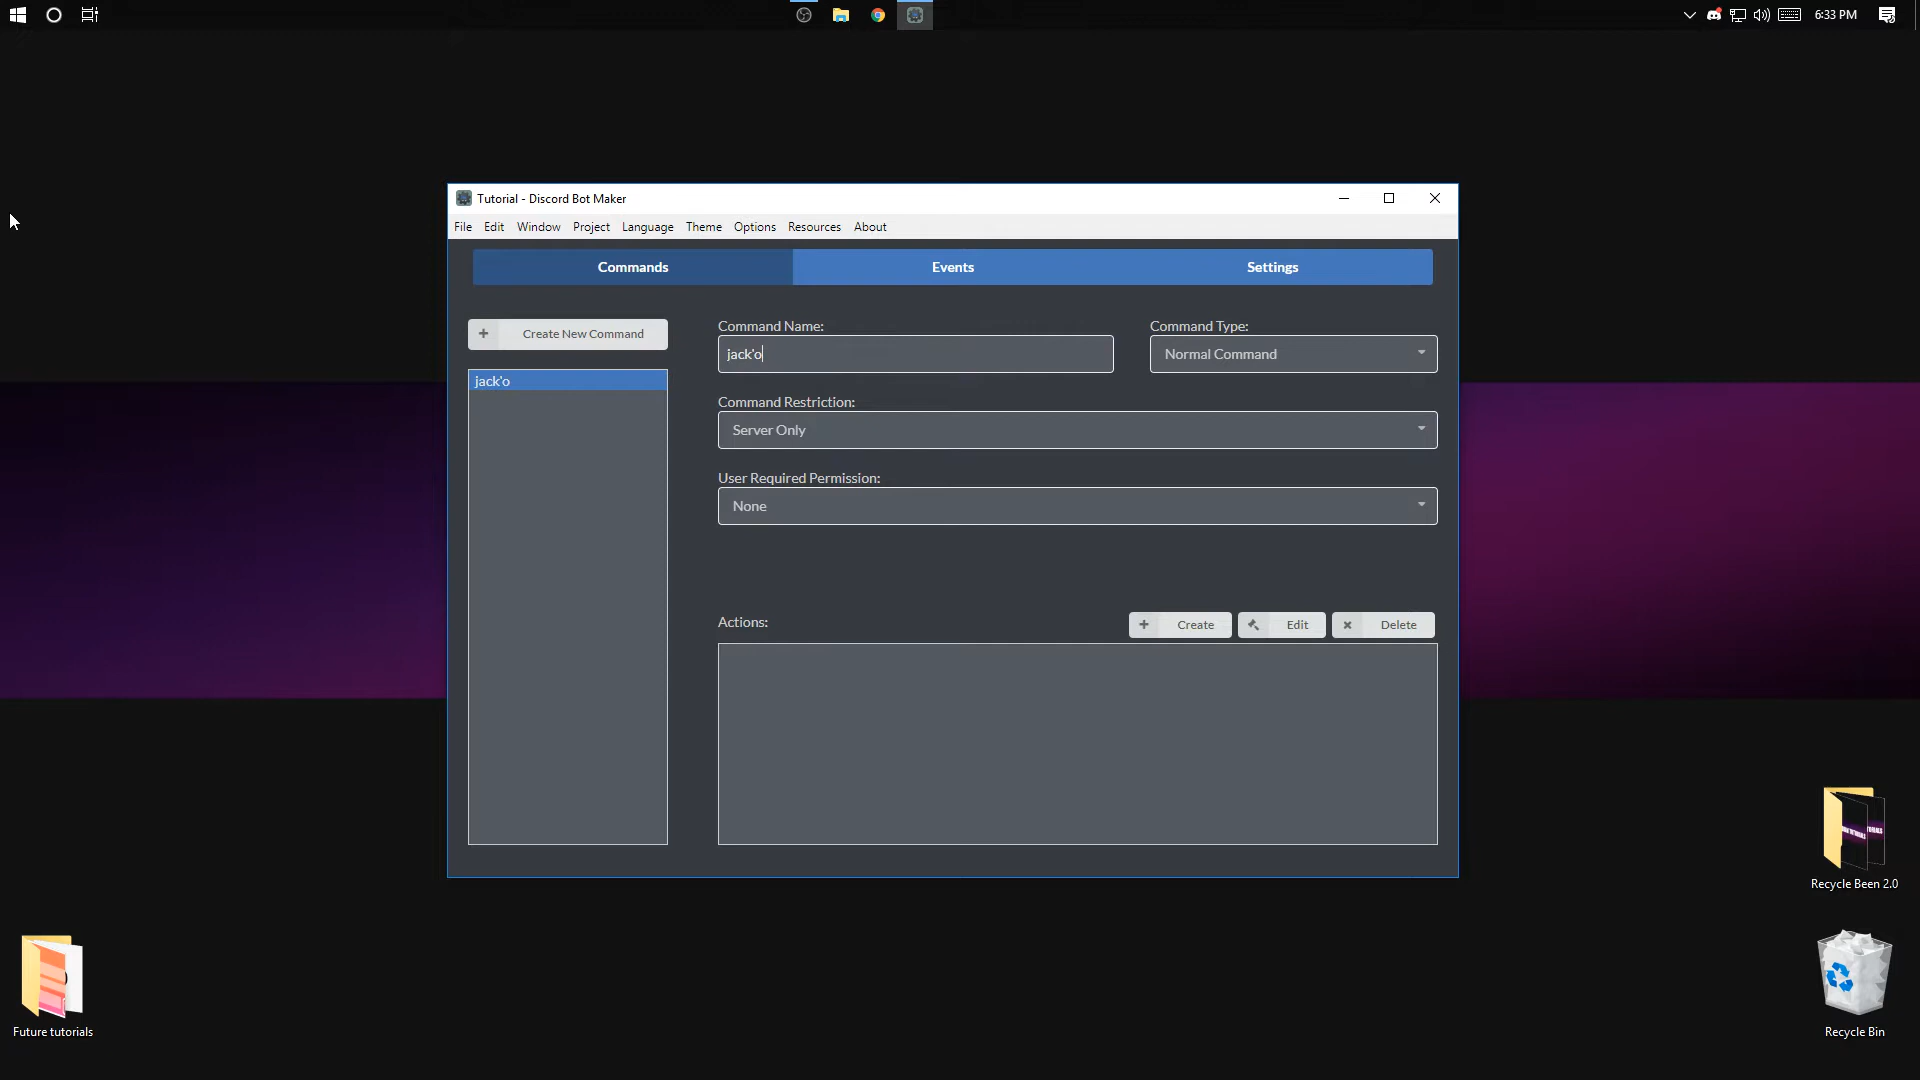 6:33 PM
Tutorial - Discord Bot Maker
File Edit Window Project Language Theme Options Resources About
Commands Events Settings
Create New Command
jack'o
Command Name:
jack'o
Command Type:
Normal Command
Command Restriction:
Server Only
User Required Permission:
None
Actions:
Create
Edit
Delete
Recycle Been 2.0
Future tutorials
Recycle Bin